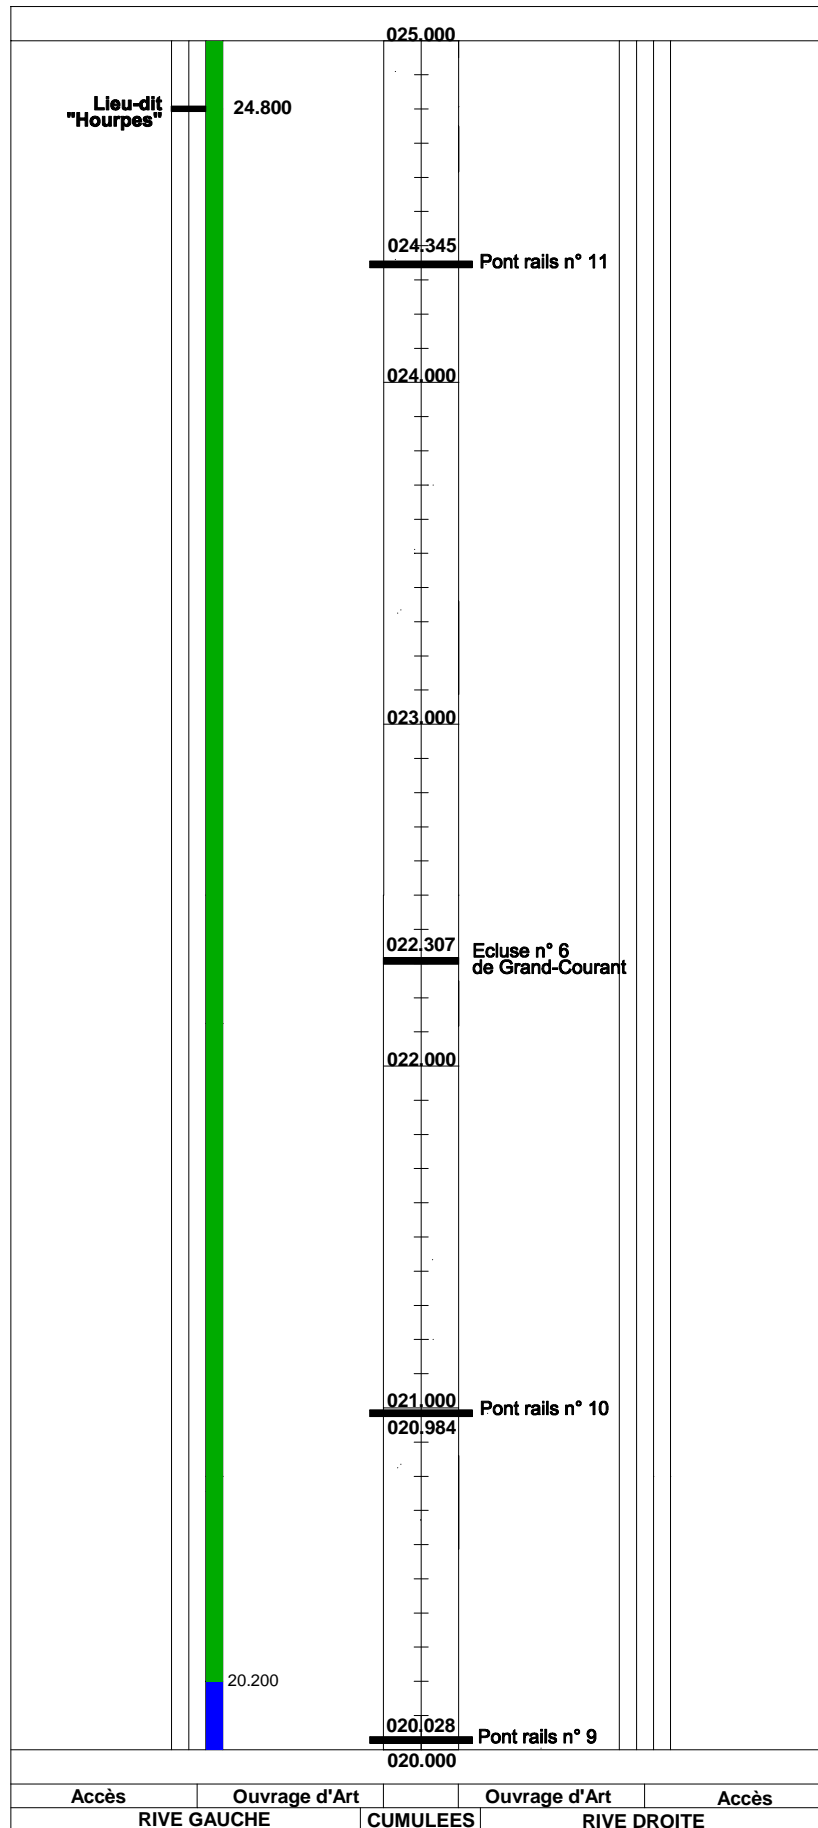 025.000
Lieu-dit
"Hourpes"
24.800
024.345
Pont rails n° 11
024.000
023.000
022.307
Ecluse n° 6
de Grand-Courant
022.000
021.000
Pont rails n° 10
020.984
20.200
020.028
Pont rails n° 9
020.000
Accès
Ouvrage d'Art
Ouvrage d'Art
Accès
RIVE GAUCHE
CUMULEES
RIVE DROITE